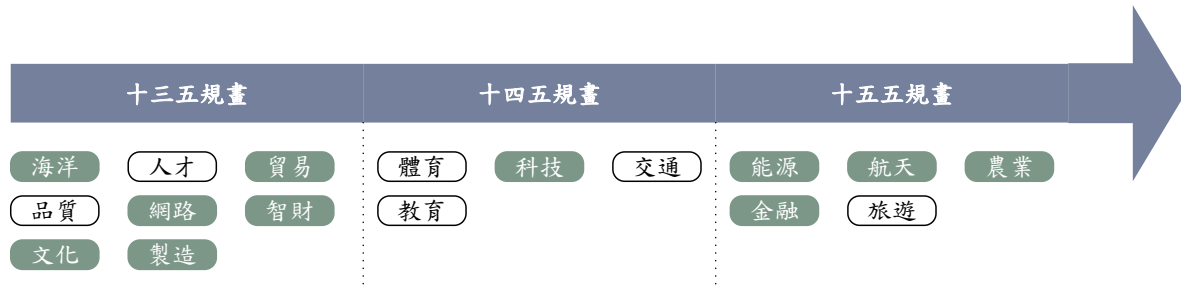 十三五規畫 十四五規畫 十五五規畫
海洋 人才 貿易 體育 科技 交通 能源 航天 農業
品質 網路 智財 教育 金融 旅遊
文化 製造